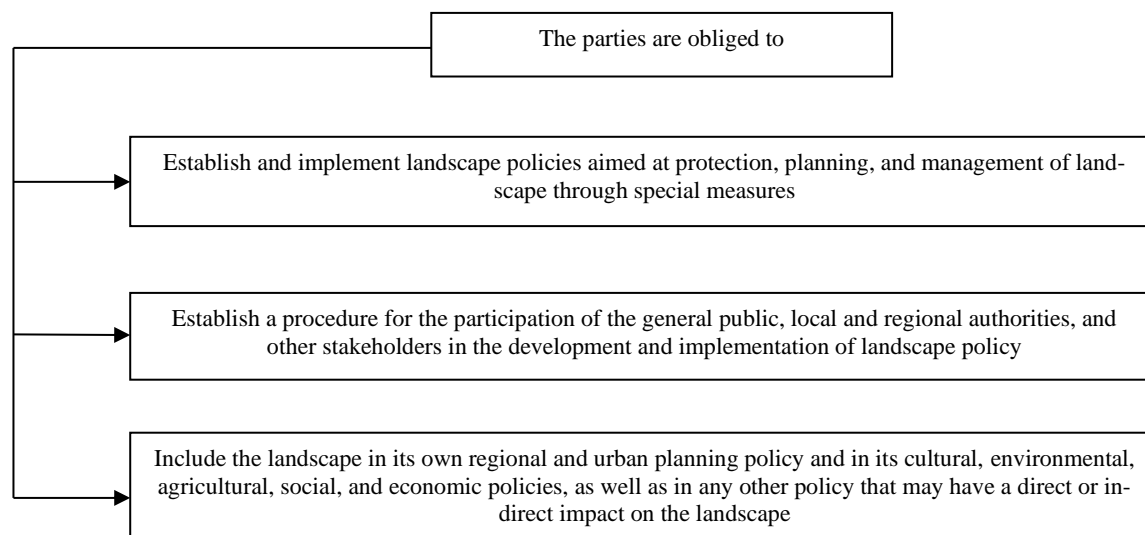 The parties are obliged to
Establish and implement landscape policies aimed at protection, planning, and management of land-
scape through special measures
Establish a procedure for the participation of the general public, local and regional authorities, and
other stakeholders in the development and implementation of landscape policy
Include the landscape in its own regional and urban planning policy and in its cultural, environmental,
agricultural, social, and economic policies, as well as in any other policy that may have a direct or in-
direct impact on the landscape